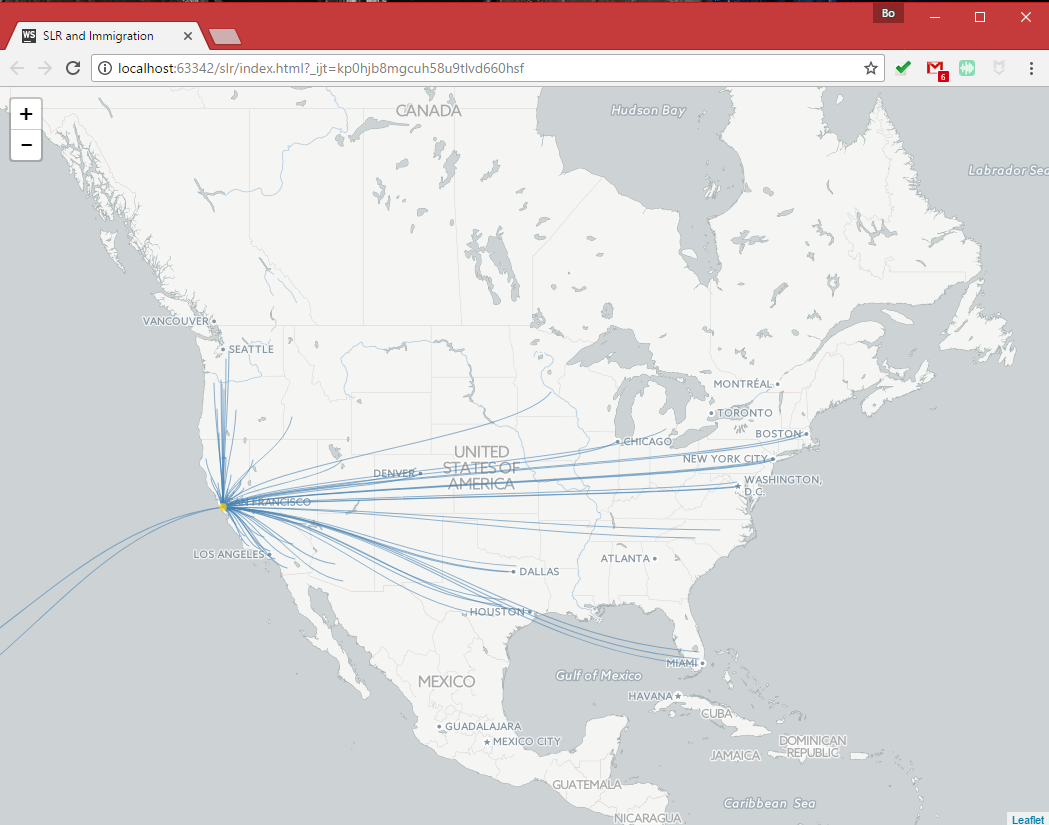 Bo
WS SLR and Immigration
localhost:63342/slr/index.html?_ijt=kp0hjb8mgcuh58u9tlvd660hsf
6
+
−
CANADA
Hudson Bay
Labrador Sea
VANCOUVER
SEATTLE
MONTRÉAL
TORONTO
BOSTON
CHICAGO
NEW YORK CITY
UNITED
STATES OF
AMERICA
DENVER
WASHINGTON,
D.C.
SAN FRANCISCO
LOS ANGELES
ATLANTA
DALLAS
HOUSTON
MIAMI
Gulf of Mexico
MEXICO
HAVANA
CUBA
GUADALAJARA
MEXICO CITY
DOMINICAN
REPUBLIC
JAMAICA
GUATEMALA
Caribbean Sea
NICARAGUA
Leaflet